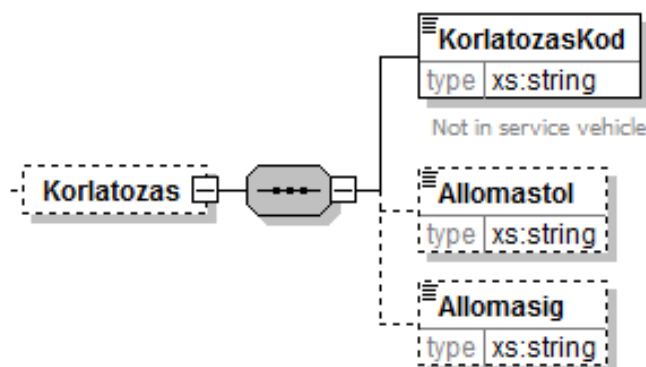 KorlatozasKod
type xs:string
Not in service vehicle
Korlatozas
Allomastol
type xs:string
Allomasig
type xs:string